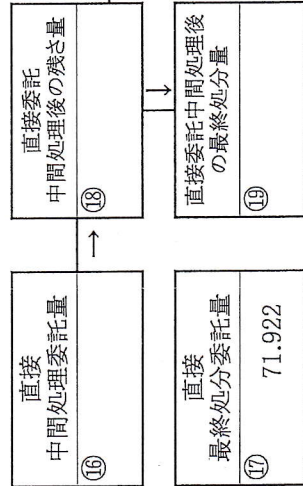 直接
中間処理委託量
⑯
→
直接委託
中間処理後の残さ量
⑱
↓
直接
最終処分委託量
⑰
71.922
直接委託中間処理後
の最終処分量
⑲